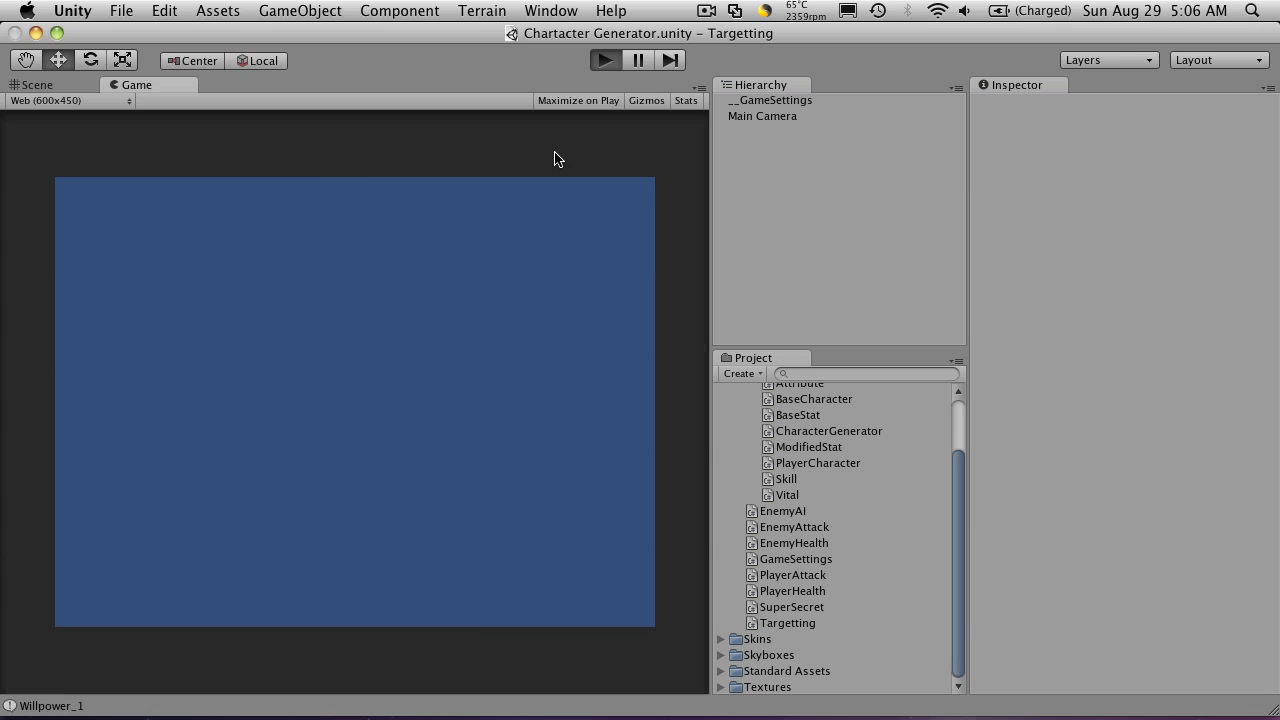 Unity File Edit Assets GameObject Component Terrain Window Help 65°C 2359rpm (Charged) Sun Aug 29 5:06 AM
Chartacter Generator.unity – Targetting
Center Local Layers Layout
Scene Game Hierarchy Inspector
Web (600x450) Maximize on Play Gizmos Stats
__GameSettings
Main Camera
Project
Create
Attribute
BaseCharacter
BaseStat
CharacterGenerator
ModifiedStat
PlayerCharacter
Skill
Vital
EnemyAI
EnemyAttack
EnemyHealth
GameSettings
PlayerAttack
PlayerHealth
SuperSecret
Targetting
Skins
Skyboxes
Standard Assets
Textures
Willpower_1